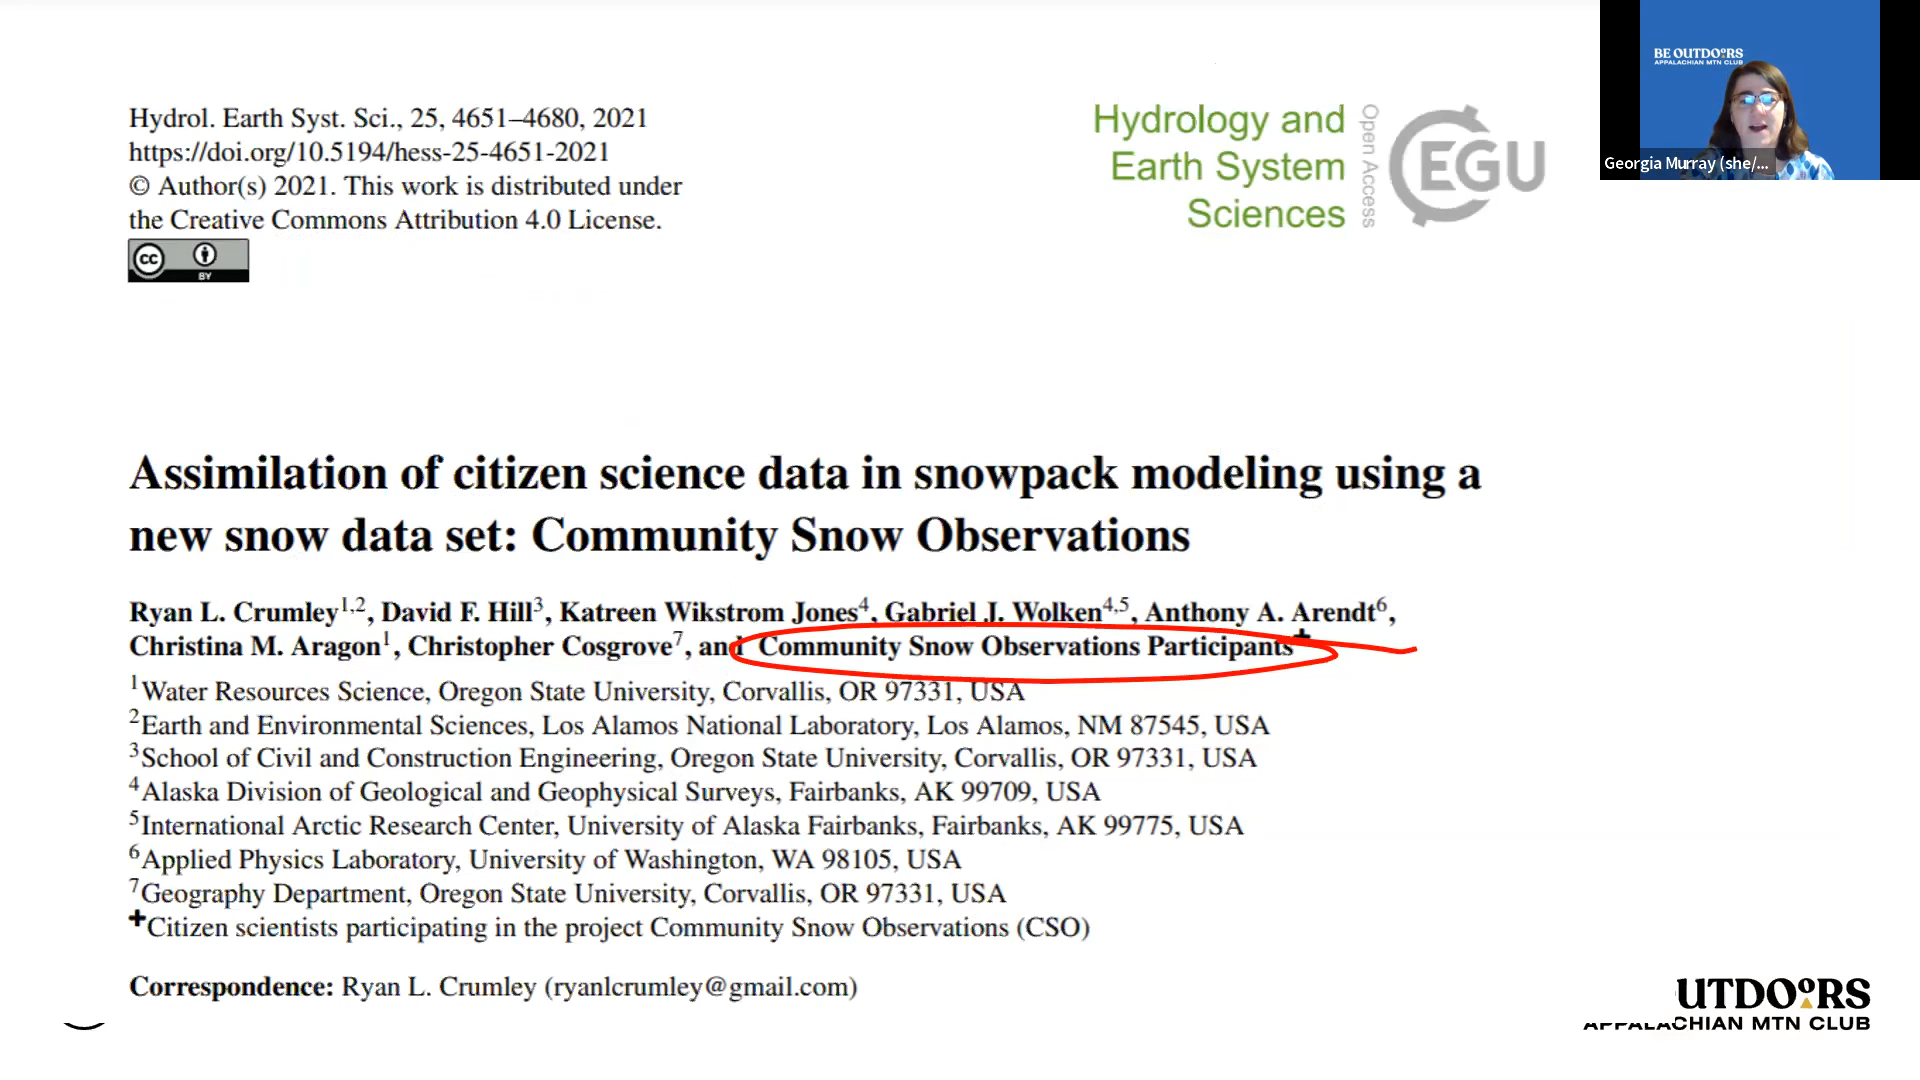 BE OUTDOORS
APPALACHIAN MTN CLUB
Georgia Murray (she/...
Hydrol. Earth Syst. Sci., 25, 4651–4680, 2021
https://doi.org/10.5194/hess-25-4651-2021
© Author(s) 2021. This work is distributed under
the Creative Commons Attribution 4.0 License.
cc
BY
Hydrology and
Earth System
Sciences
Open Access
EGU
Assimilation of citizen science data in snowpack modeling using a
new snow data set: Community Snow Observations
Ryan L. Crumley1,2, David F. Hill3, Katreen Wikstrom Jones4, Gabriel J. Wolken4,5, Anthony A. Arendt6,
Christina M. Aragon1, Christopher Cosgrove7, and Community Snow Observations Participants+
1Water Resources Science, Oregon State University, Corvallis, OR 97331, USA
2Earth and Environmental Sciences, Los Alamos National Laboratory, Los Alamos, NM 87545, USA
3School of Civil and Construction Engineering, Oregon State University, Corvallis, OR 97331, USA
4Alaska Division of Geological and Geophysical Surveys, Fairbanks, AK 99709, USA
5International Arctic Research Center, University of Alaska Fairbanks, Fairbanks, AK 99775, USA
6Applied Physics Laboratory, University of Washington, WA 98105, USA
7Geography Department, Oregon State University, Corvallis, OR 97331, USA
+Citizen scientists participating in the project Community Snow Observations (CSO)
Correspondence: Ryan L. Crumley (ryanlcrumley@gmail.com)
UTDOORS
APPALACHIAN MTN CLUB